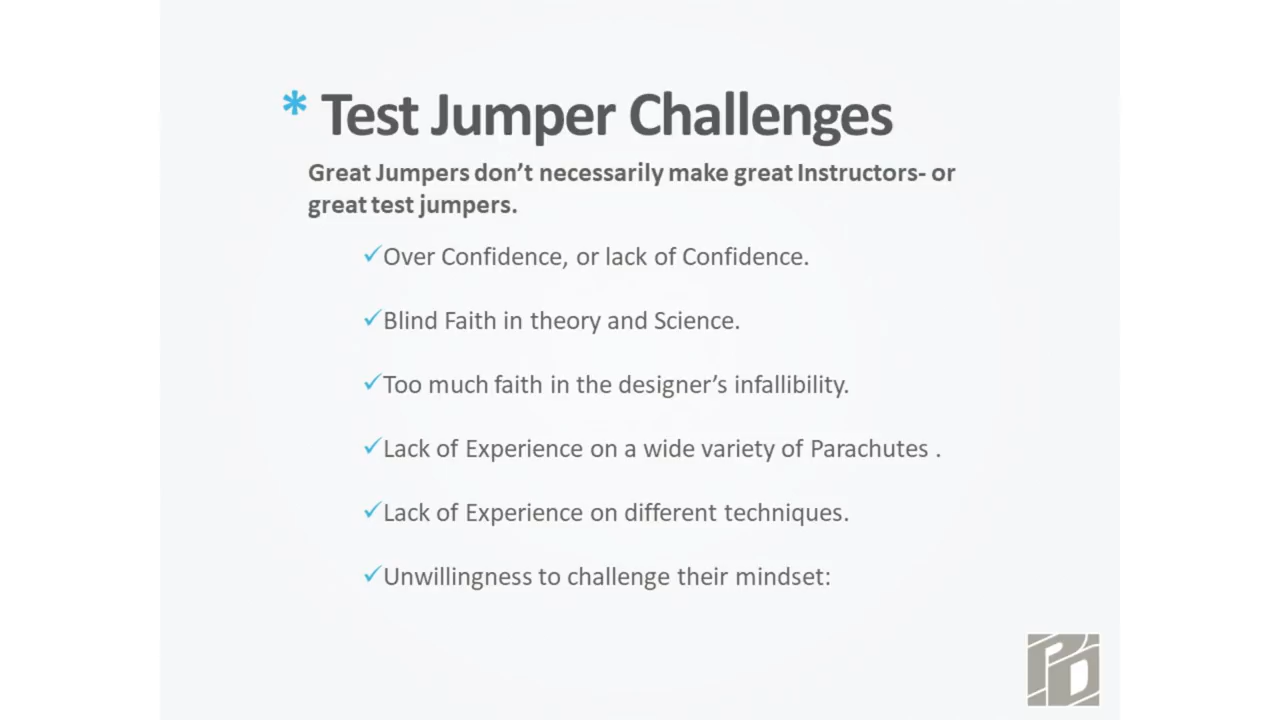 * Test Jumper Challenges
Great Jumpers don’t necessarily make great Instructors- or
great test jumpers.
✓Over Confidence, or lack of Confidence.
✓Blind Faith in theory and Science.
✓Too much faith in the designer’s infallibility.
✓Lack of Experience on a wide variety of Parachutes .
✓Lack of Experience on different techniques.
✓Unwillingness to challenge their mindset:
PD